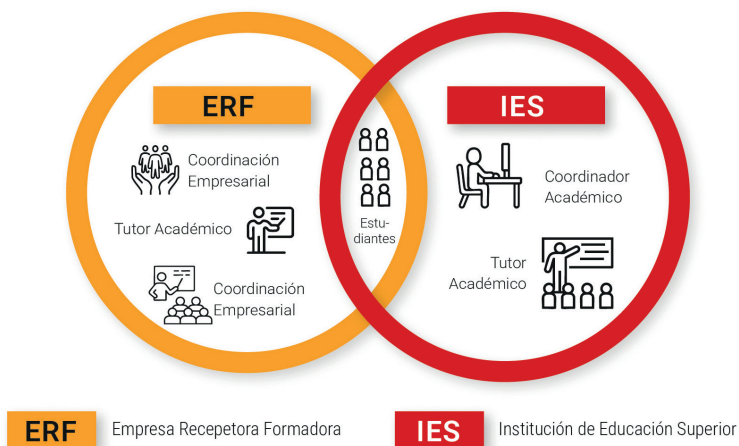 ERF
Coordinación
Empresarial
Tutor Académico
Coordinación
Empresarial
Estu-
diantes
IES
Coordinador
Académico
Tutor
Académico
ERF Empresa Recepetora Formadora
IES Institución de Educación Superior